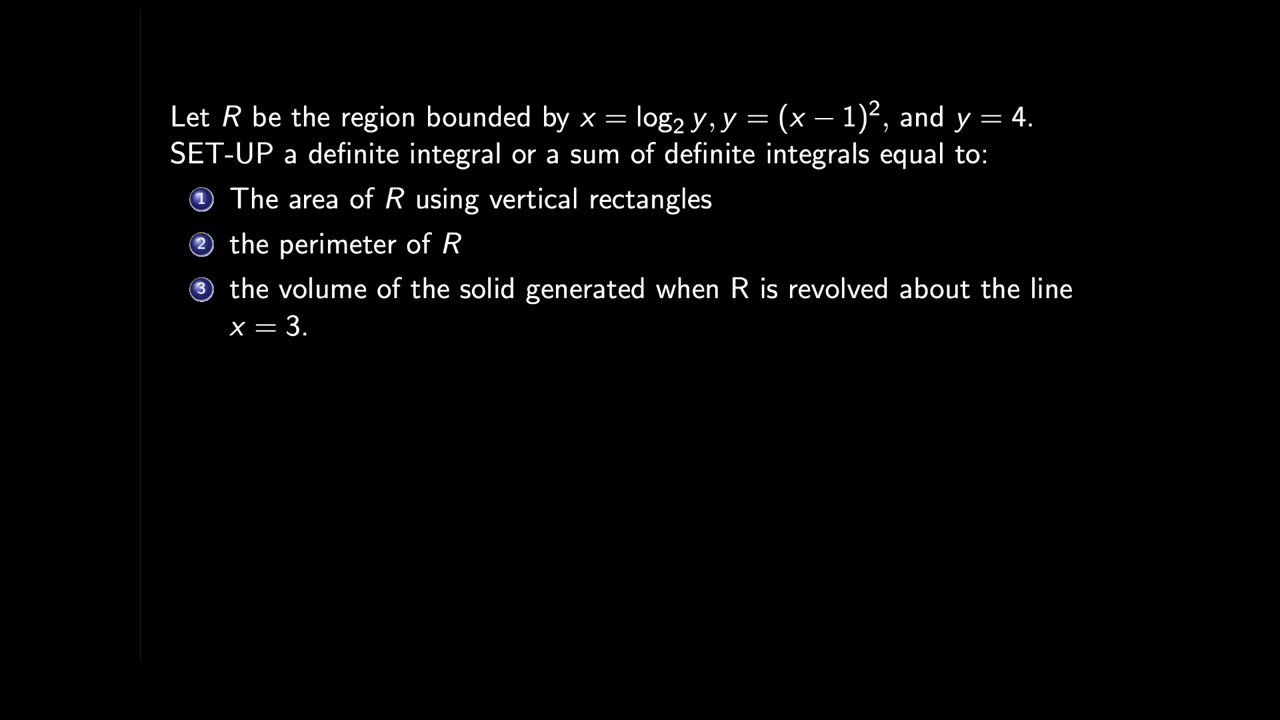 Let R be the region bounded by x = log₂ y, y = (x − 1)², and y = 4.
SET-UP a definite integral or a sum of definite integrals equal to:
1 The area of R using vertical rectangles
2 the perimeter of R
3 the volume of the solid generated when R is revolved about the line
x = 3.